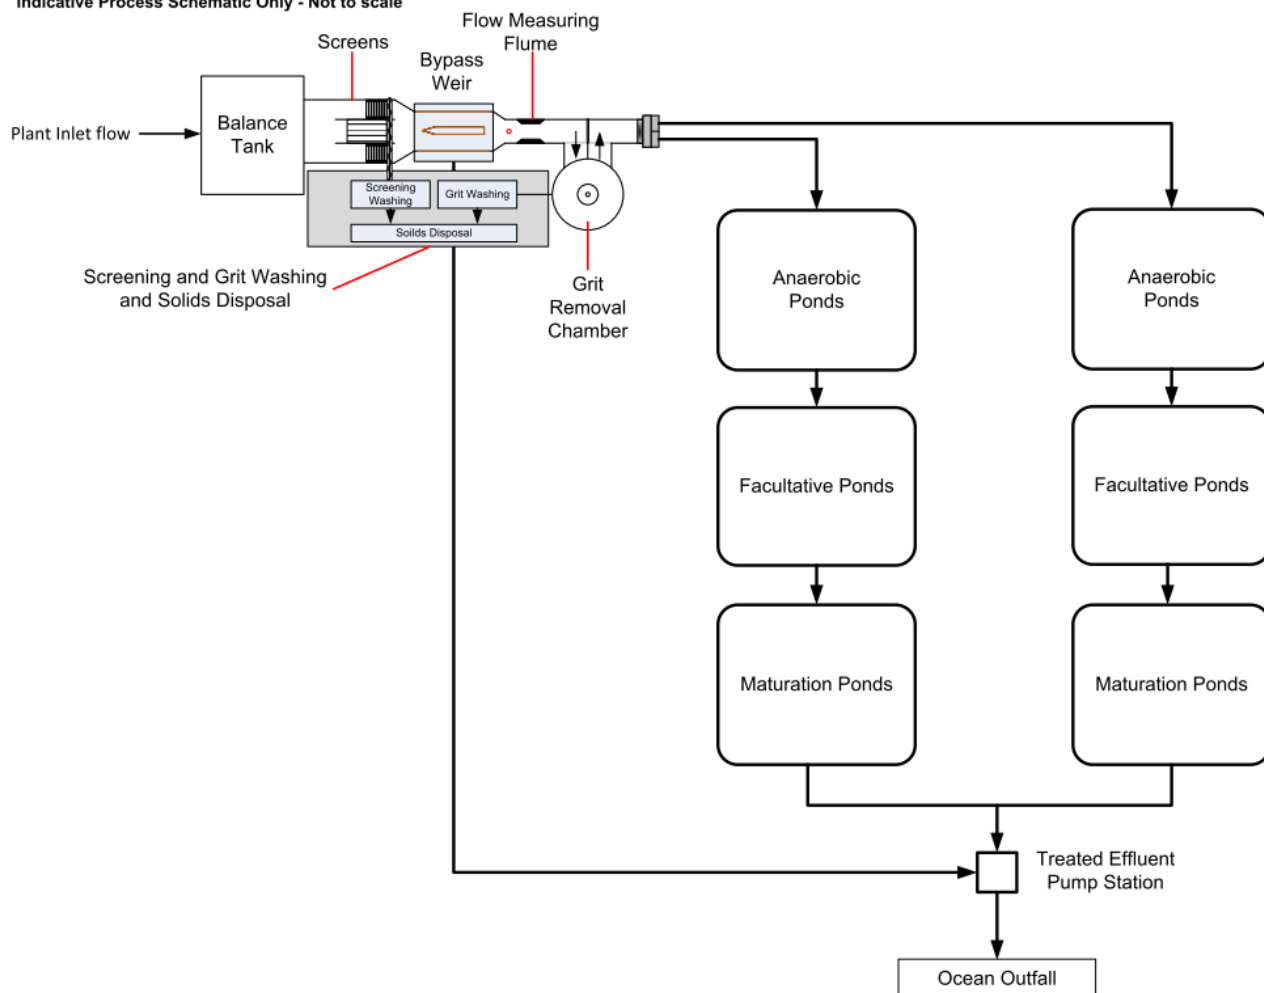 Indicative Process Schematic Only - Not to scale
Flow Measuring
Flume
Screens
Bypass
Weir
Plant Inlet flow
Balance
Tank
Screening
Washing
Grit Washing
Soilds Disposal
Screening and Grit Washing
and Solids Disposal
Grit
Removal
Chamber
Anaerobic
Ponds
Anaerobic
Ponds
Facultative Ponds
Facultative Ponds
Maturation Ponds
Maturation Ponds
Treated Effluent
Pump Station
Ocean Outfall